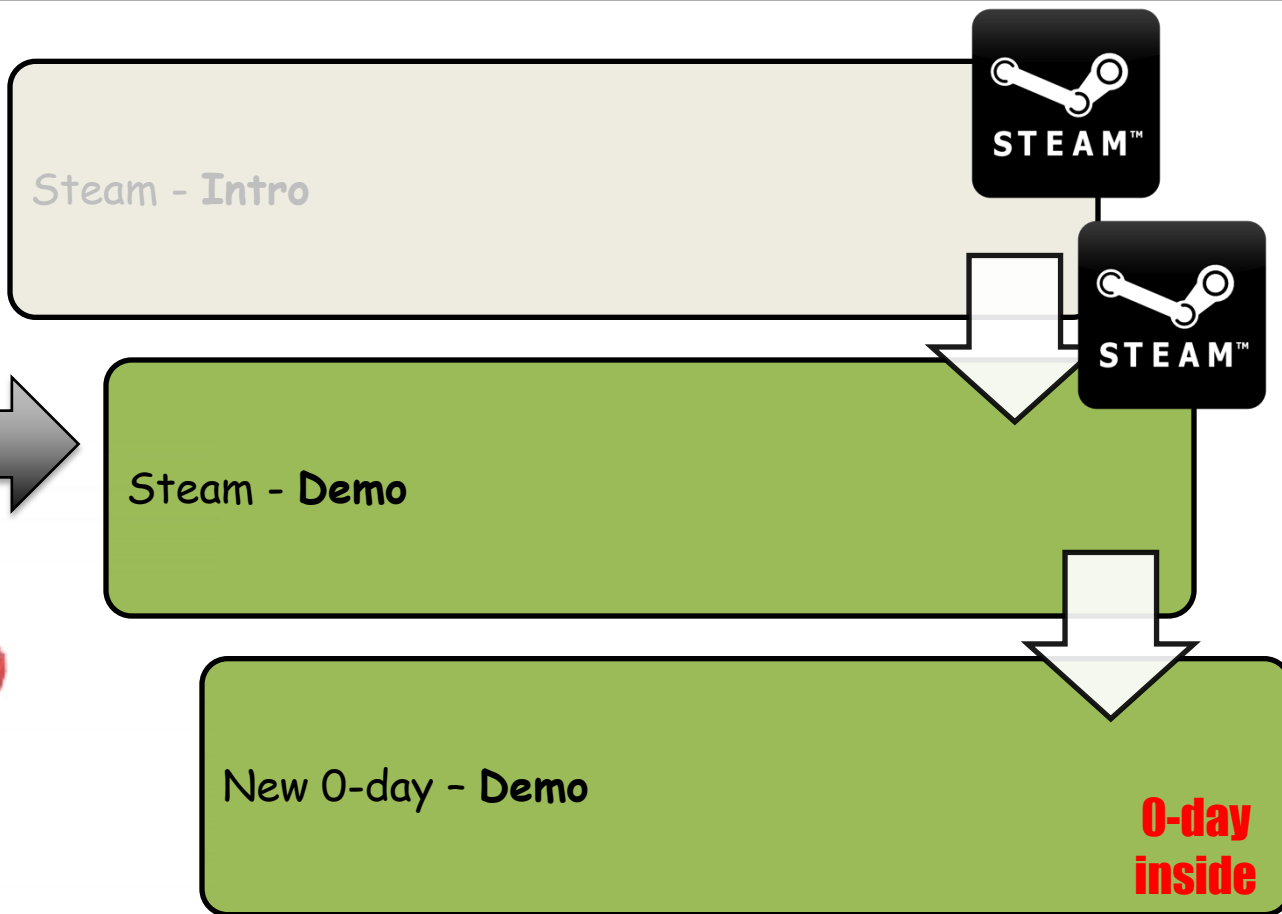 STEAM™
Steam - Intro
STEAM™
Steam - Demo
New 0-day – Demo
0-day
inside